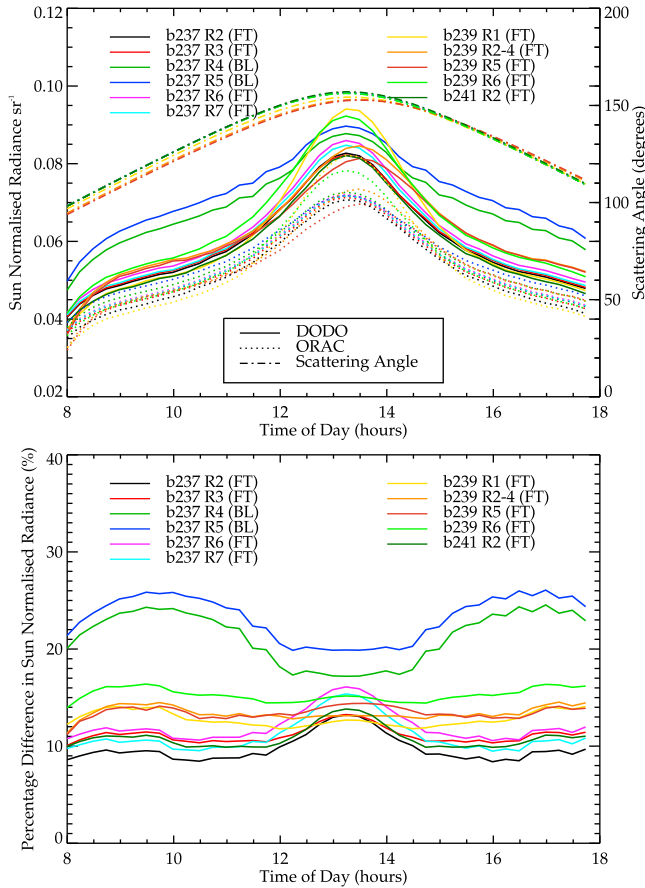 0.12
0.10
0.08
0.06
0.04
0.02
Sun Normalised Radiance sr⁻¹
200
150
100
50
0
Scattering Angle (degrees)
b237 R2 (FT)
b237 R3 (FT)
b237 R4 (BL)
b237 R5 (BL)
b237 R6 (FT)
b237 R7 (FT)
b239 R1 (FT)
b239 R2-4 (FT)
b239 R5 (FT)
b239 R6 (FT)
b241 R2 (FT)
DODO
ORAC
Scattering Angle
8 10 12 14 16 18
Time of Day (hours)
40
30
20
10
0
Percentage Difference in Sun Normalised Radiance (%)
b237 R2 (FT)
b237 R3 (FT)
b237 R4 (BL)
b237 R5 (BL)
b237 R6 (FT)
b237 R7 (FT)
b239 R1 (FT)
b239 R2-4 (FT)
b239 R5 (FT)
b239 R6 (FT)
b241 R2 (FT)
8 10 12 14 16 18
Time of Day (hours)